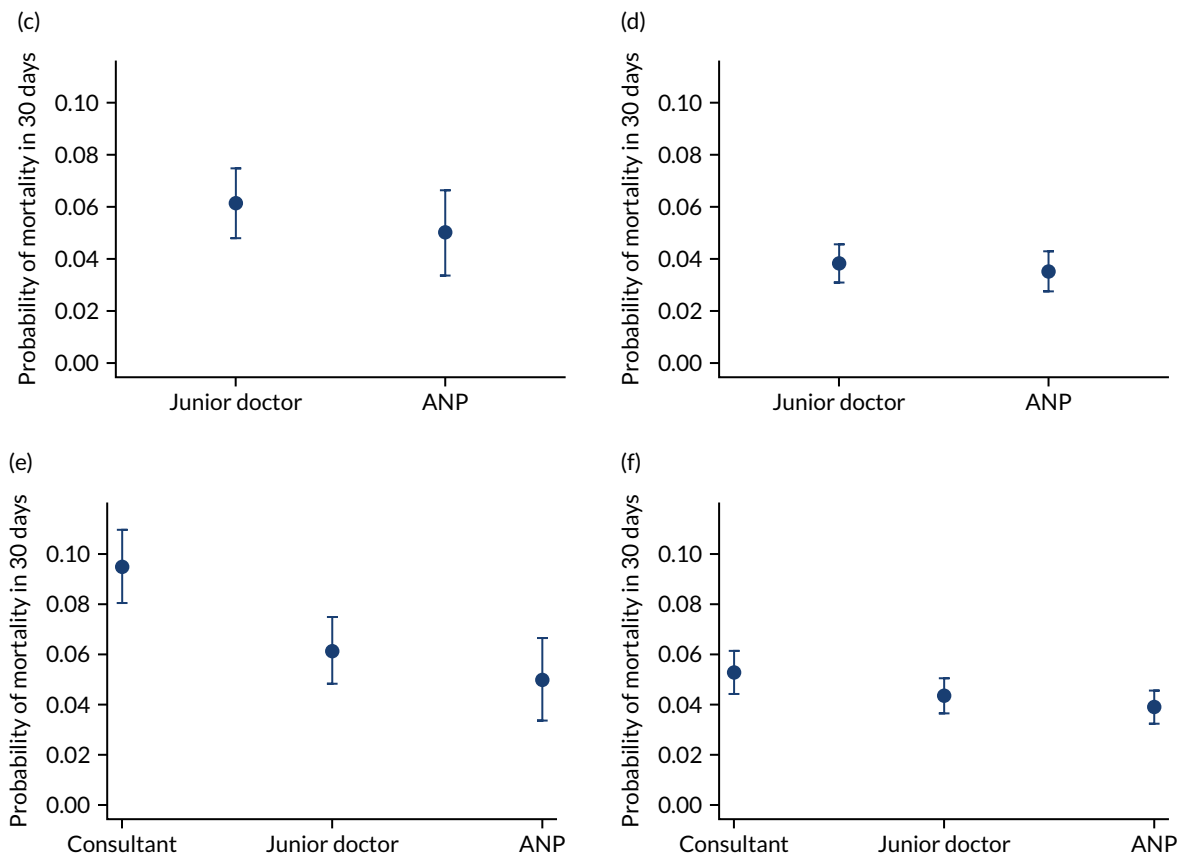 (c)
Probability of mortality in 30 days
0.10
0.08
0.06
0.04
0.02
0.00
Junior doctor
ANP
(d)
Probability of mortality in 30 days
0.10
0.08
0.06
0.04
0.02
0.00
Junior doctor
ANP
(e)
Probability of mortality in 30 days
0.10
0.08
0.06
0.04
0.02
0.00
Consultant
Junior doctor
ANP
(f)
Probability of mortality in 30 days
0.10
0.08
0.06
0.04
0.02
0.00
Consultant
Junior doctor
ANP